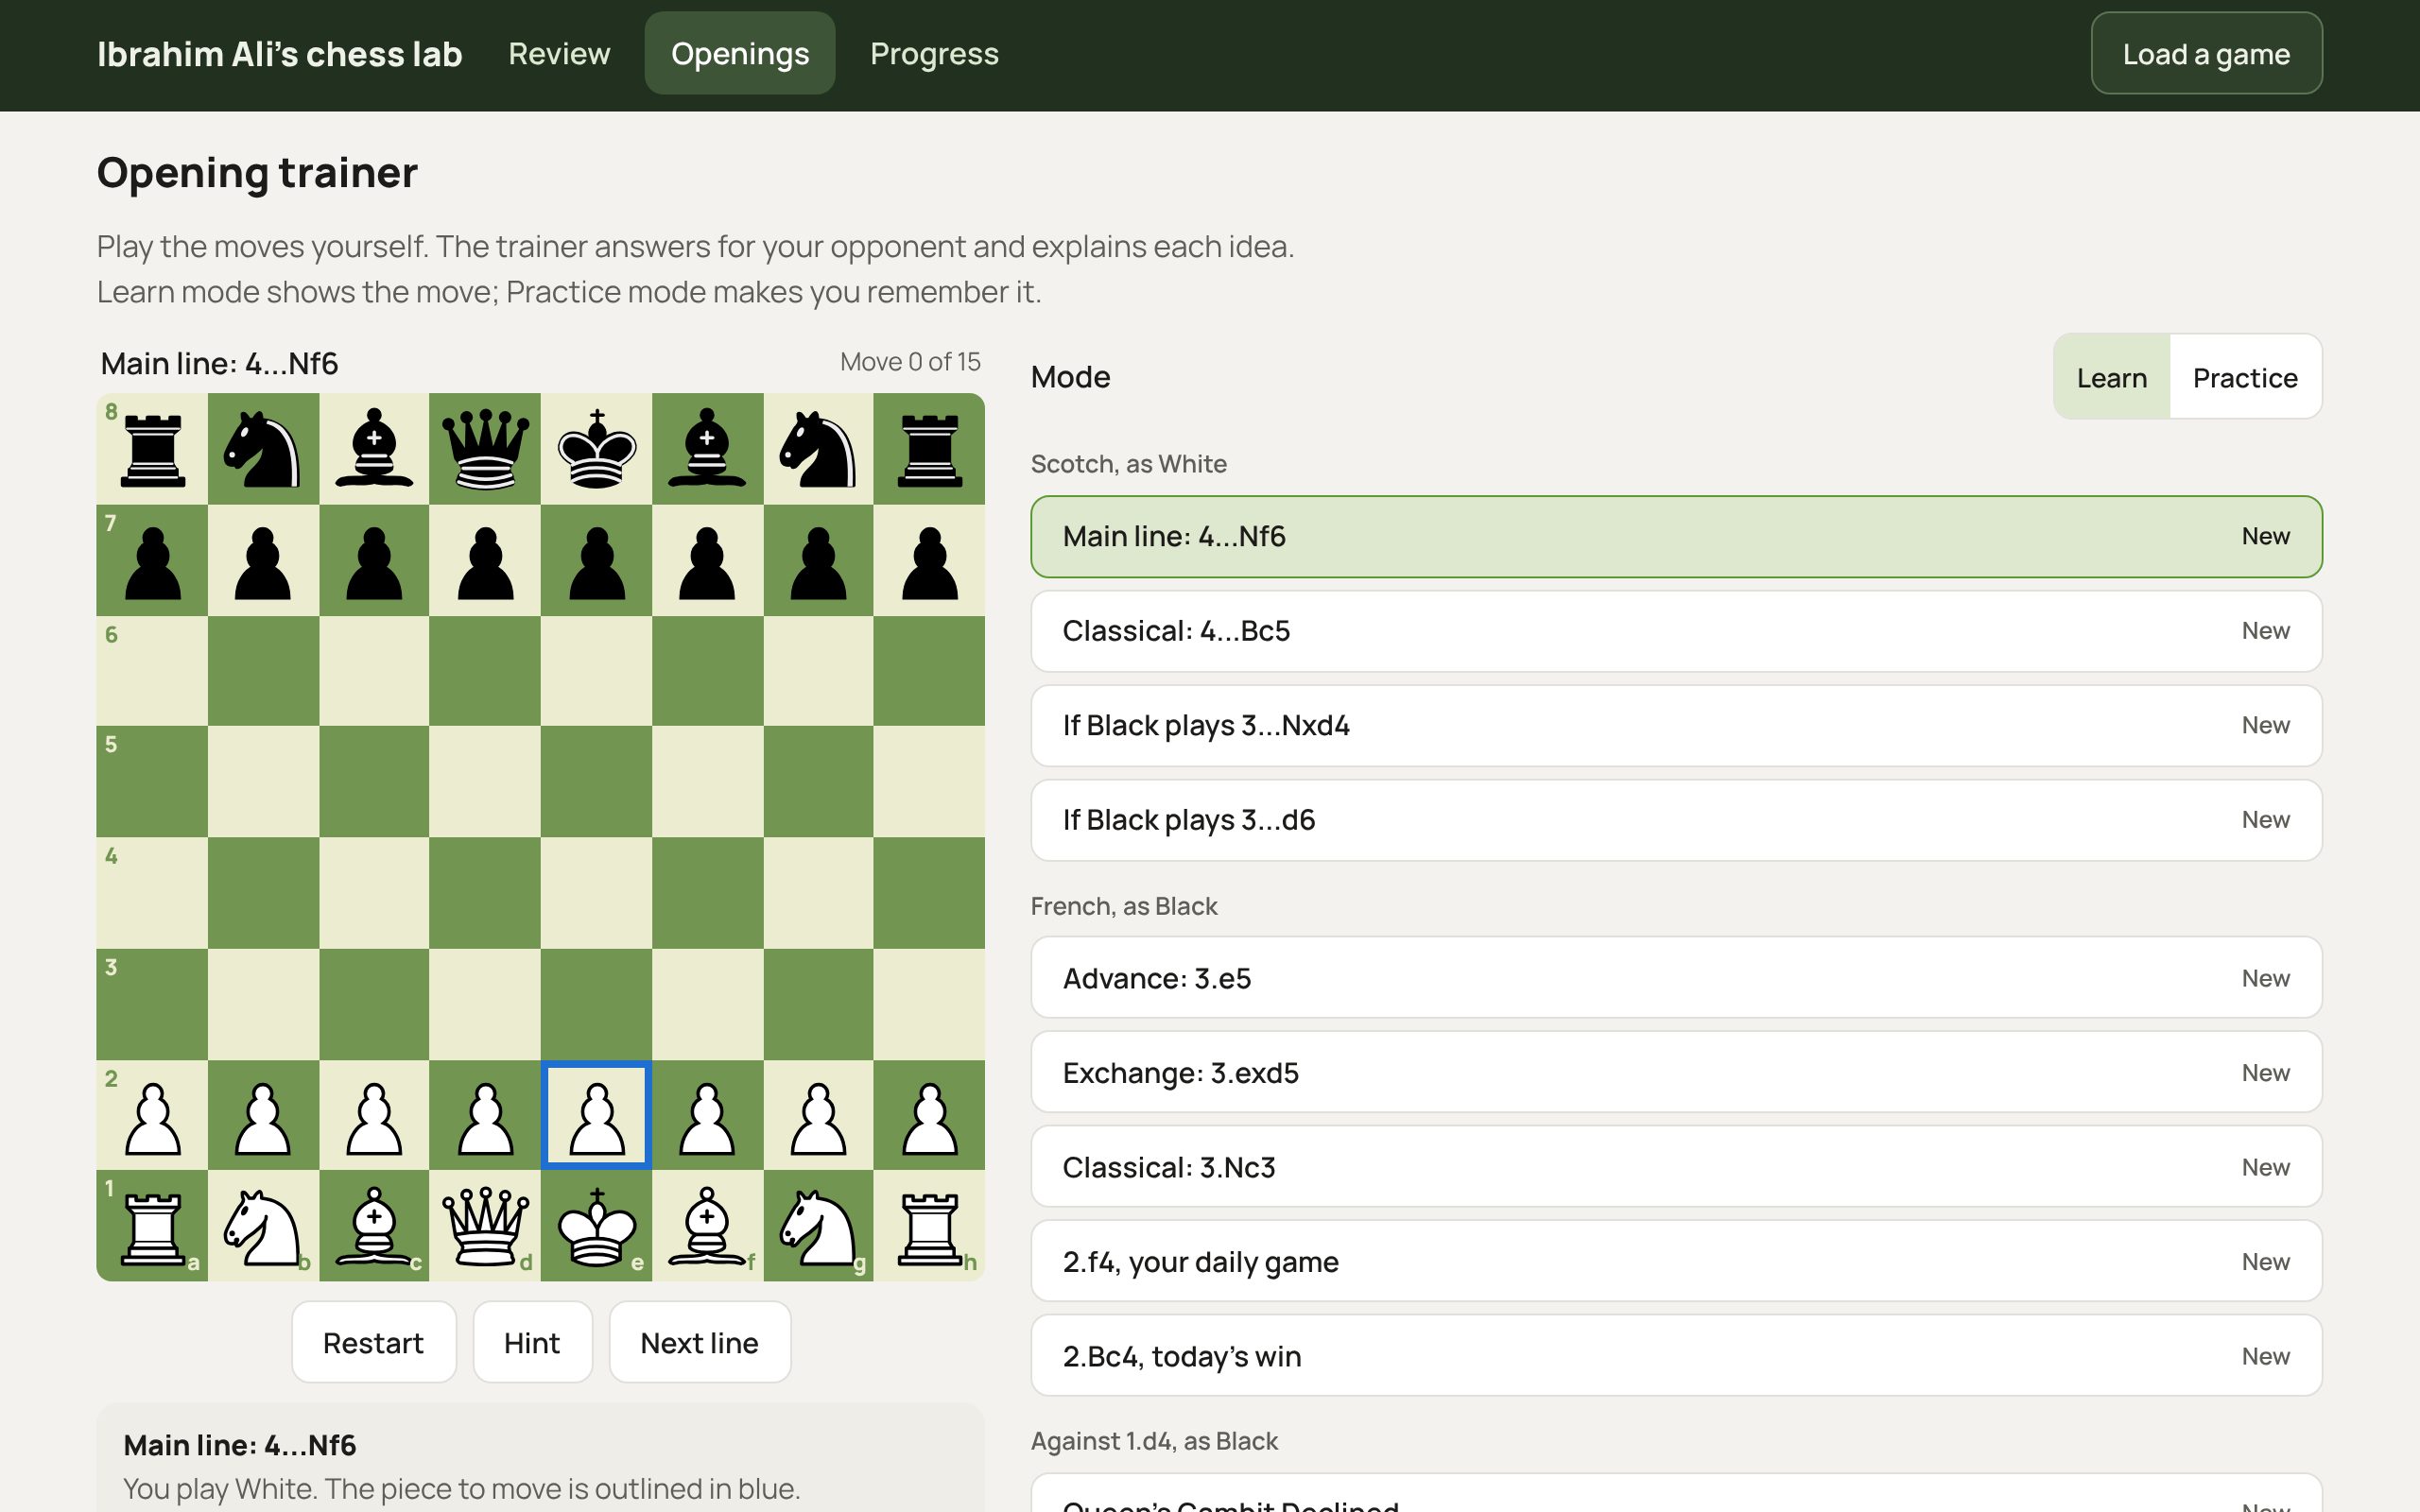 Ibrahim Ali's chess lab Review Openings Progress Load a game
Opening trainer
Play the moves yourself. The trainer answers for your opponent and explains each idea.
Learn mode shows the move; Practice mode makes you remember it.
Main line: 4...Nf6 Move 0 of 15
8
7
6
5
4
3
2
1
a b c d e f g h
Restart Hint Next line
Main line: 4...Nf6
You play White. The piece to move is outlined in blue.
Mode Learn Practice
Scotch, as White
Main line: 4...Nf6 New
Classical: 4...Bc5 New
If Black plays 3...Nxd4 New
If Black plays 3...d6 New
French, as Black
Advance: 3.e5 New
Exchange: 3.exd5 New
Classical: 3.Nc3 New
2.f4, your daily game New
2.Bc4, today's win New
Against 1.d4, as Black
Queen's Gambit Declined New